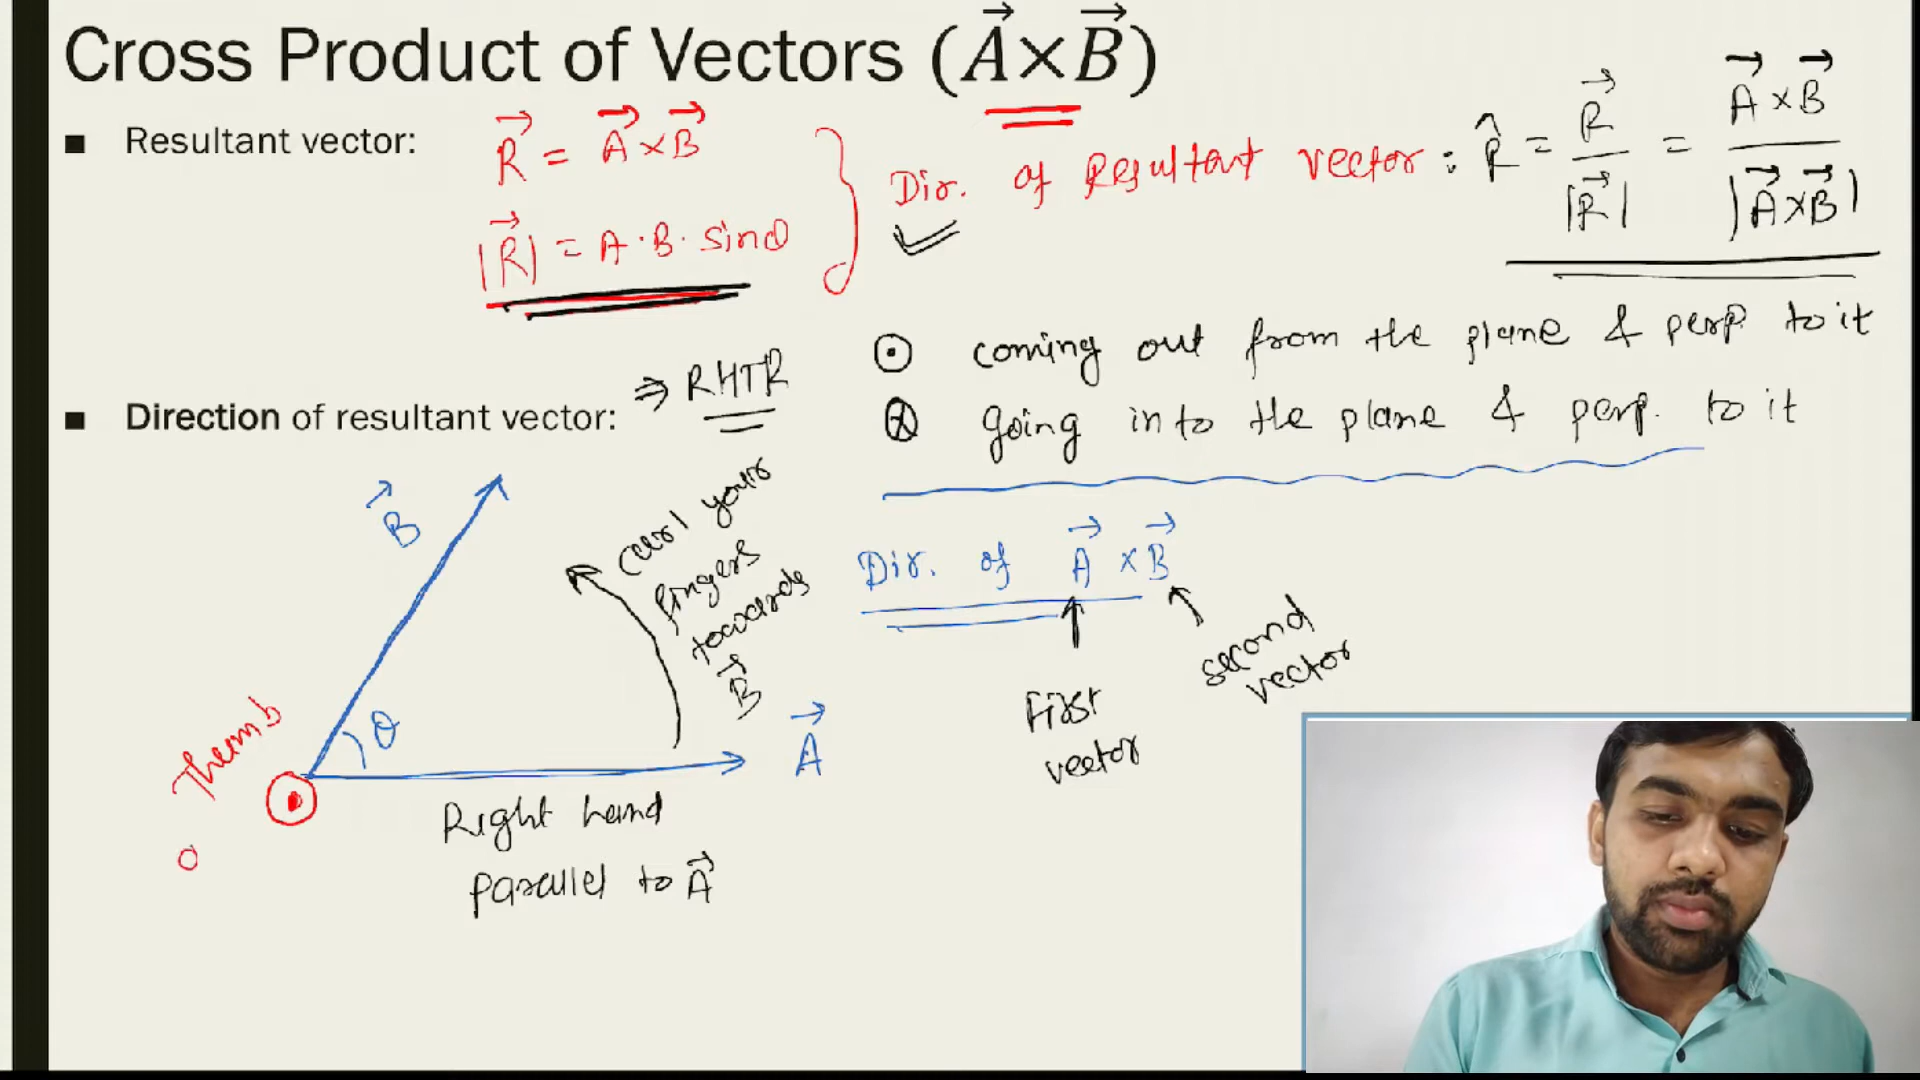 Cross Product of Vectors (A⃗×B⃗)
■ Resultant vector:
R⃗ = A⃗ × B⃗
|R⃗| = A · B · sinθ
Dir. of Resultant vector : R̂ = R⃗ / |R⃗| = A⃗ × B⃗ / |A⃗ × B⃗|
⊙ coming out from the plane & perp. to it
⊗ going into the plane & perp. to it
■ Direction of resultant vector:
⇒ RHTR
B⃗
θ
A⃗
curl your
fingers
towards
B⃗
Thumb
Right hand
parallel to A⃗
Dir. of A⃗ × B⃗
First
vector
second
vector